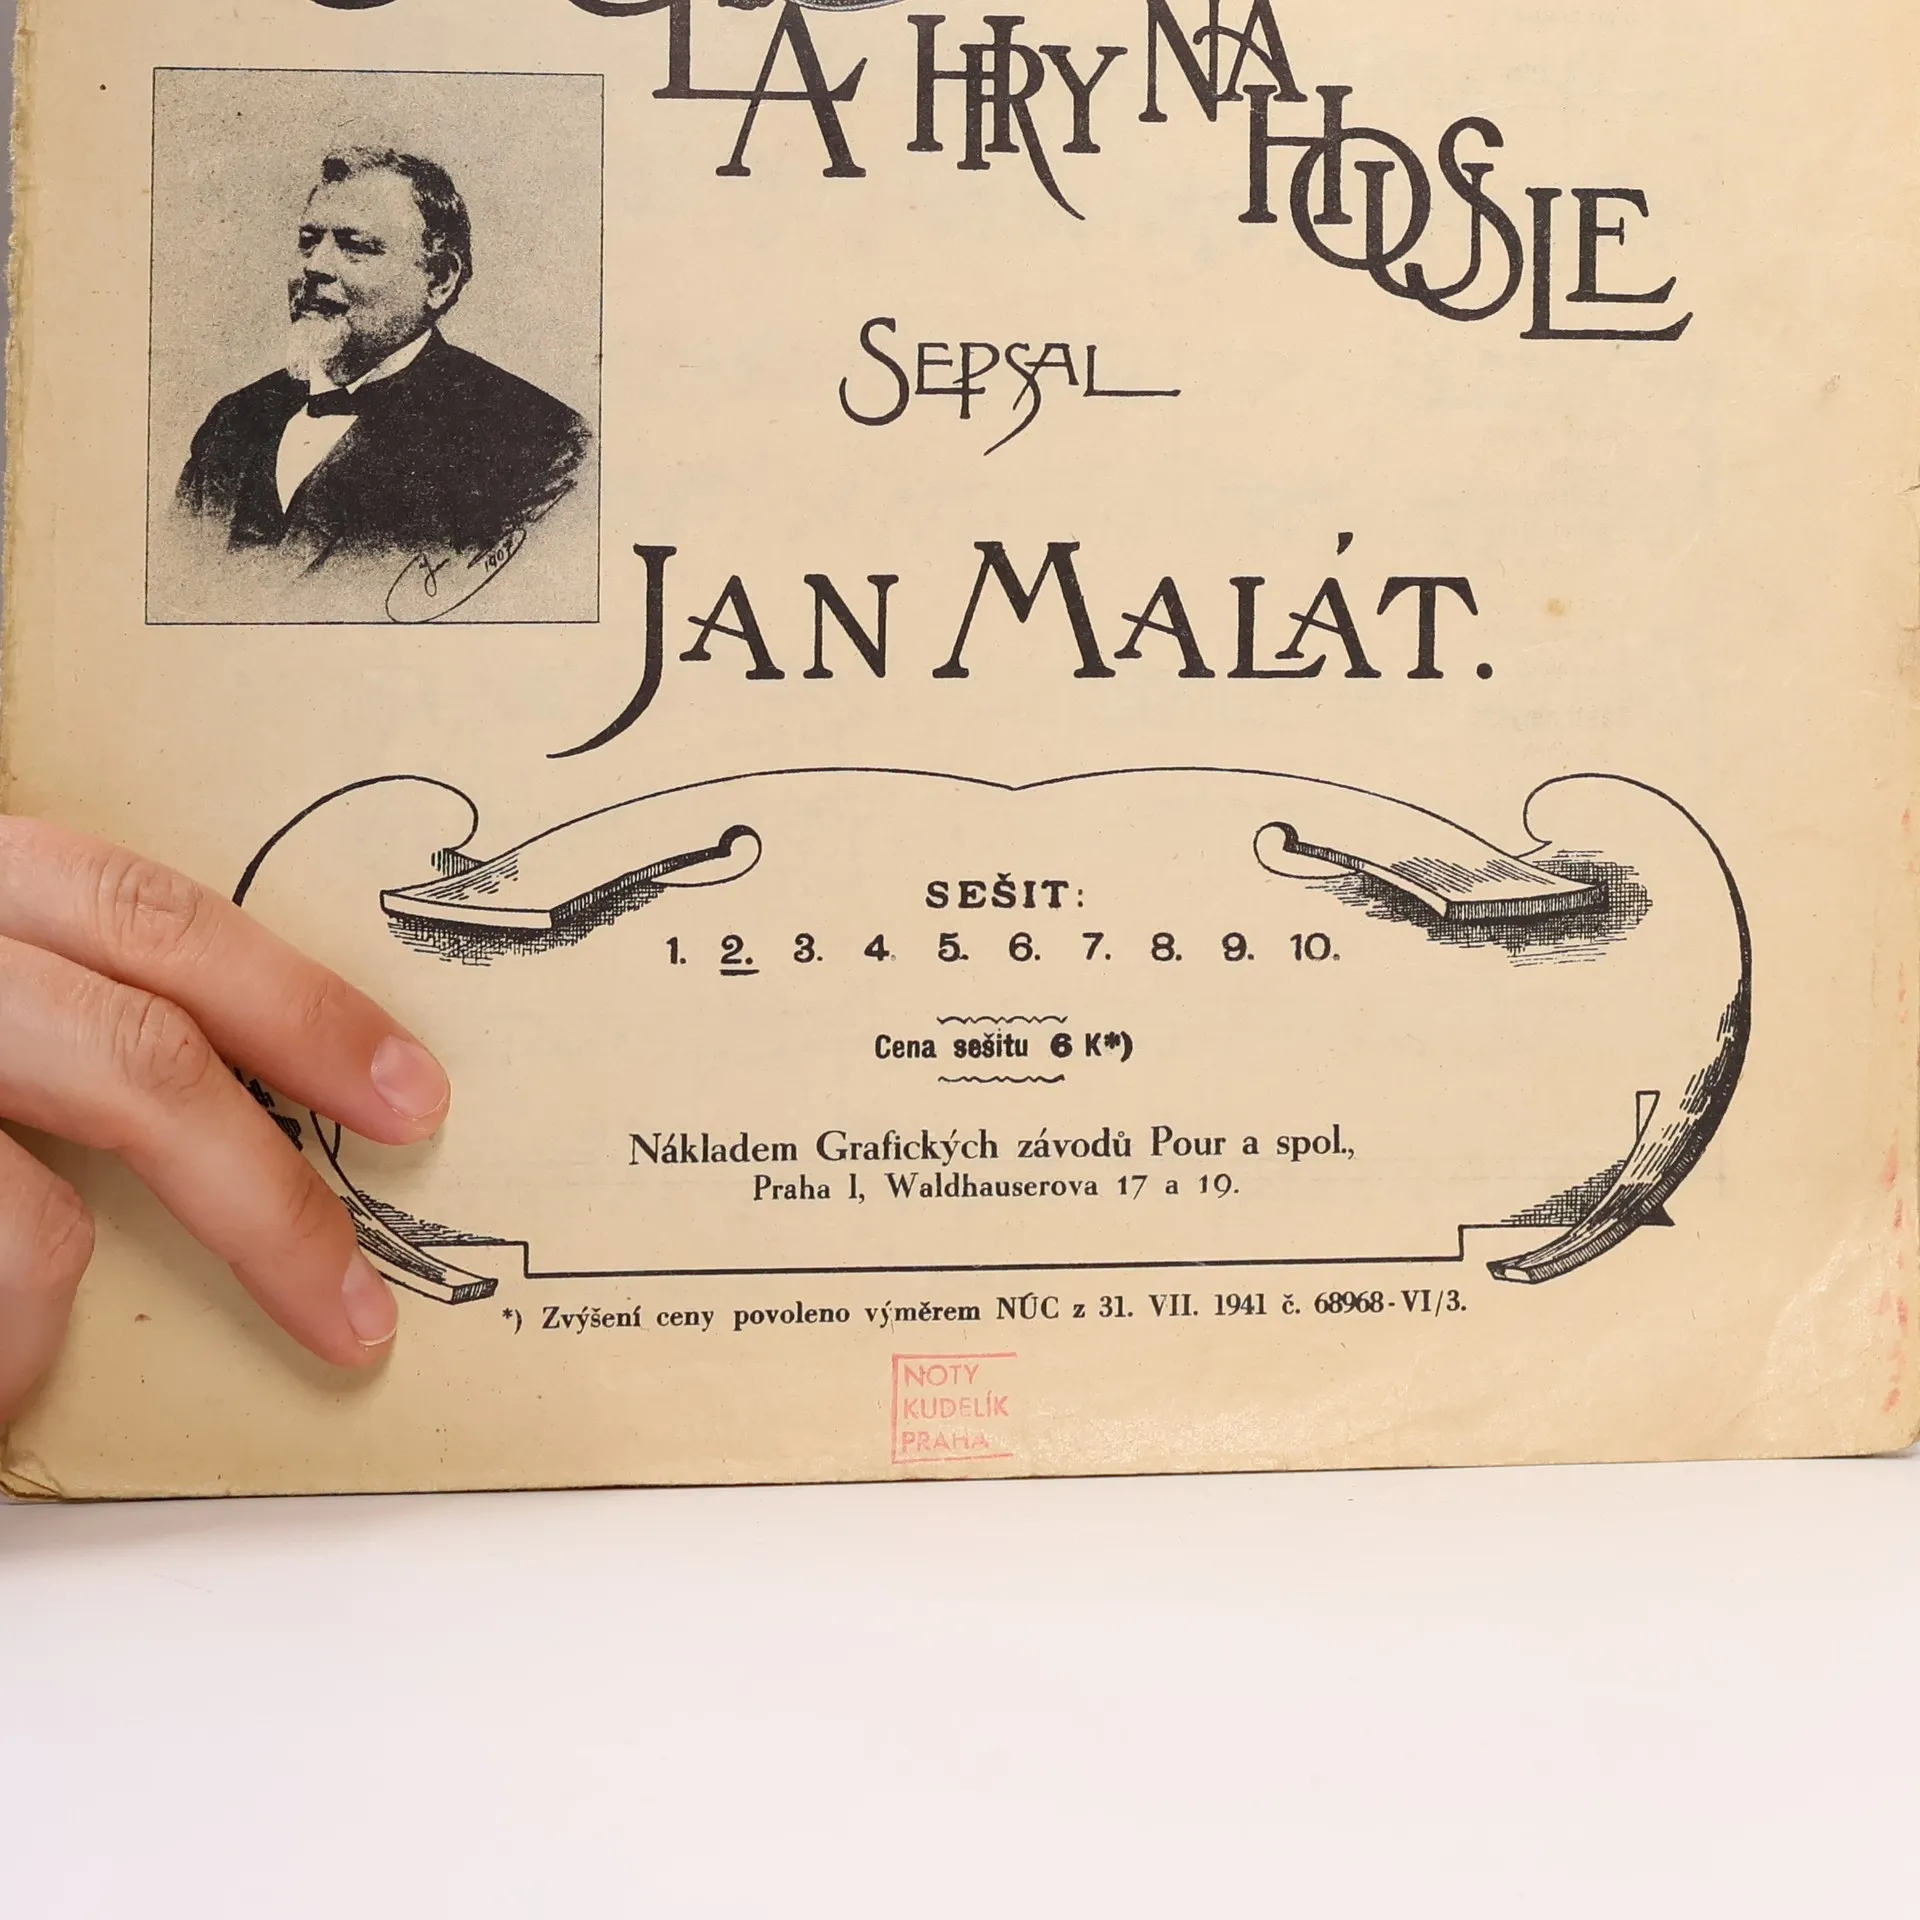 LA HRY NA
HOUSLE
SEPSAL
1907
JAN MALÁT.
SEŠIT:
1. 2. 3. 4. 5. 6. 7. 8. 9. 10.
Cena sešitu 6 K*)
Nákladem Grafických závodů Pour a spol.,
Praha I, Waldhauserova 17 a 19.
*) Zvýšení ceny povoleno výměrem NÚC z 31. VII. 1941 č. 68968-VI/3.
NOTY
KUDELÍK
PRAHA